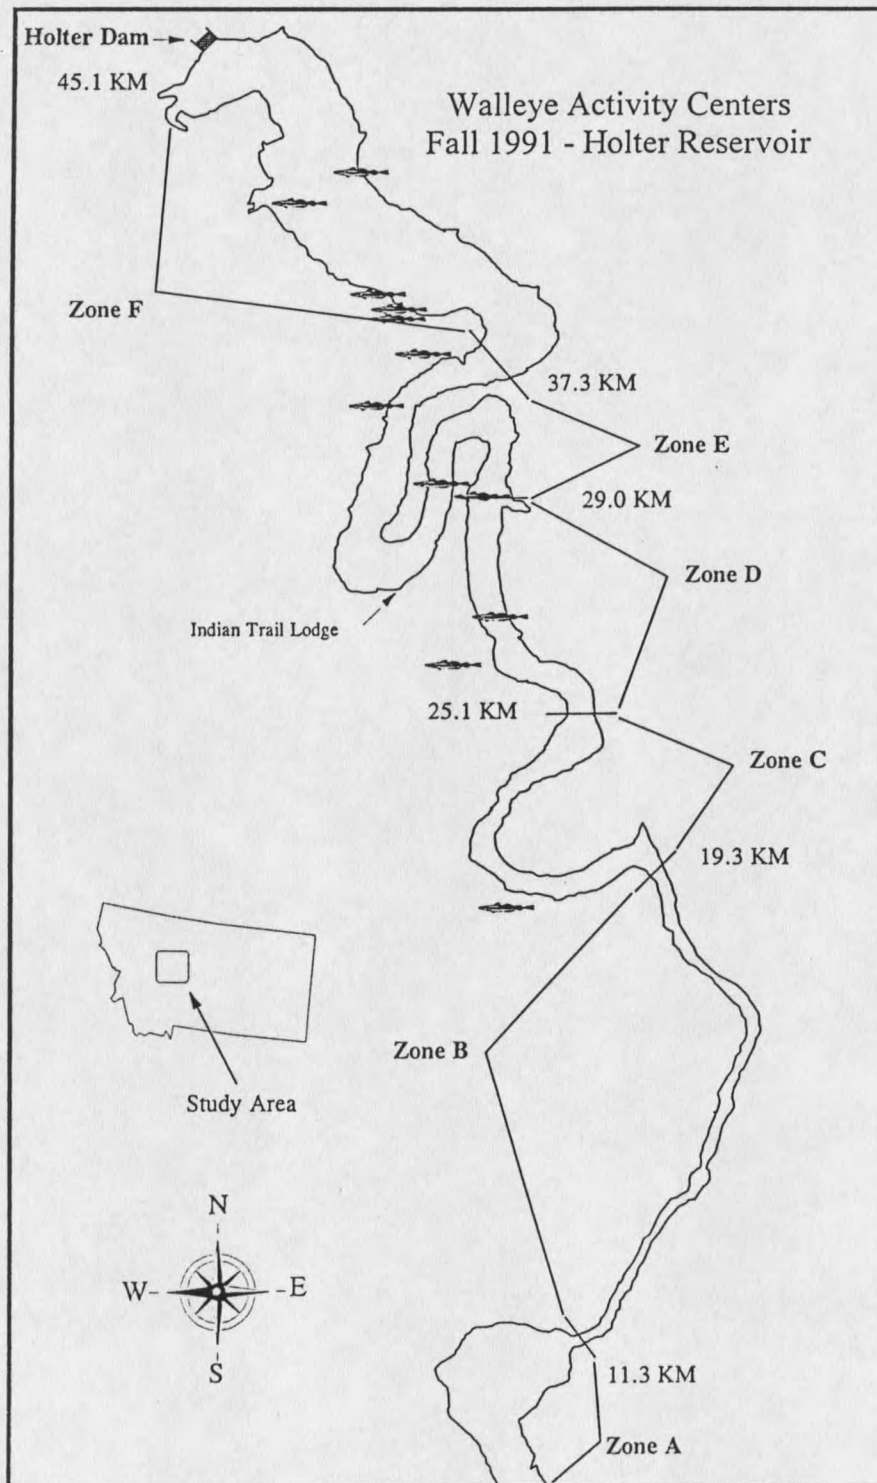 Holter Dam
45.1 KM
Walleye Activity Centers
Fall 1991 - Holter Reservoir
Zone F
37.3 KM
Zone E
29.0 KM
Zone D
Indian Trail Lodge
25.1 KM
Zone C
19.3 KM
Zone B
Study Area
N
W
E
S
11.3 KM
Zone A